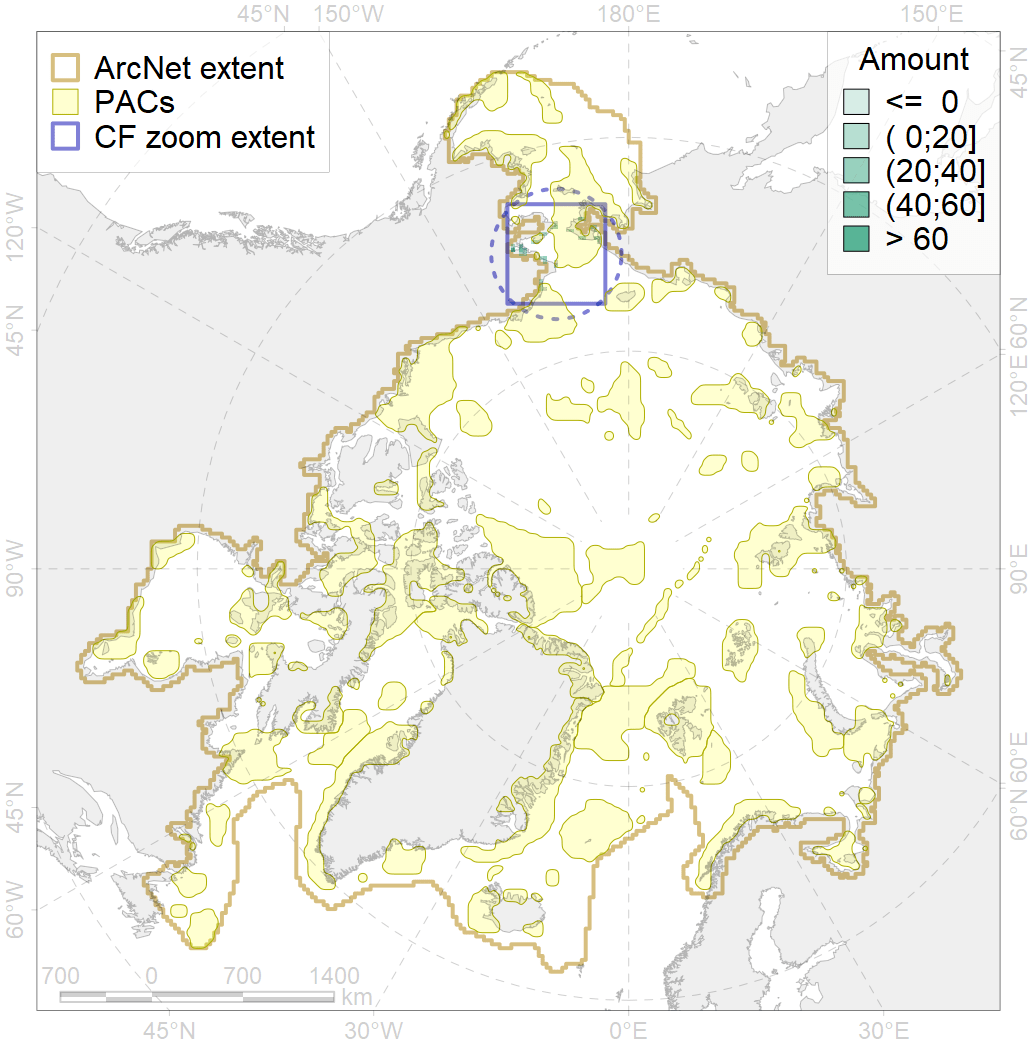 45°N 150°W 180°E 150°E
ArcNet extent
PACs
CF zoom extent
Amount
<= 0
( 0;20]
(20;40]
(40;60]
> 60
120°W
45°N
90°W
45°N
60°W
45°N
60°N
120°E
90°E
60°E
60°N
700 0 700 1400
km
45°N 30°W 0°E 30°E